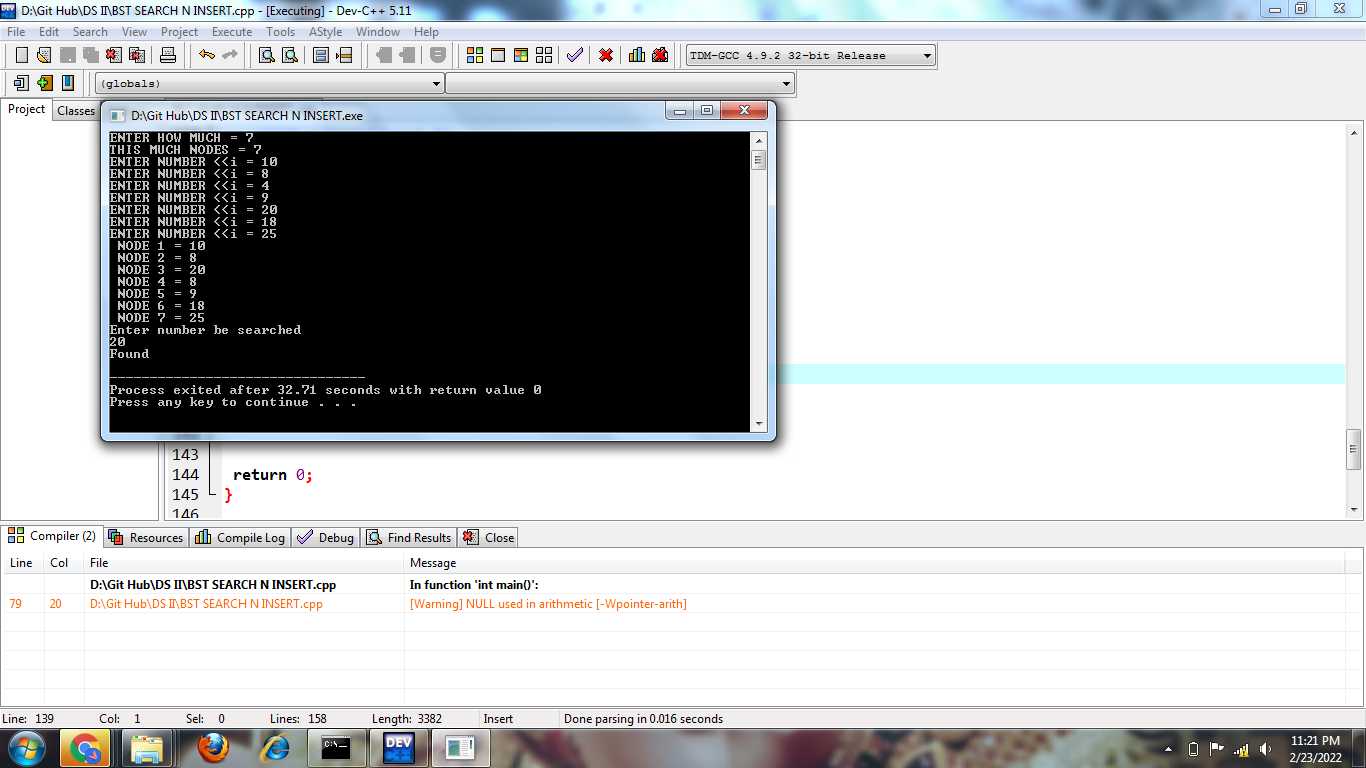 D:\Git Hub\DS II\BST SEARCH N INSERT.cpp - [Executing] - Dev-C++ 5.11
File Edit Search View Project Execute Tools AStyle Window Help
TDM-GCC 4.9.2 32-bit Release
(globals)
Project Classes
D:\Git Hub\DS II\BST SEARCH N INSERT.exe
ENTER HOW MUCH = 7
THIS MUCH NODES = 7
ENTER NUMBER <<i = 10
ENTER NUMBER <<i = 8
ENTER NUMBER <<i = 4
ENTER NUMBER <<i = 9
ENTER NUMBER <<i = 20
ENTER NUMBER <<i = 18
ENTER NUMBER <<i = 25
NODE 1 = 10
NODE 2 = 8
NODE 3 = 20
NODE 4 = 8
NODE 5 = 9
NODE 6 = 18
NODE 7 = 25
Enter number be searched
20
Found
--------------------------------
Process exited after 32.71 seconds with return value 0
Press any key to continue . . .
143
144 return 0;
145 }
146
Compiler (2) Resources Compile Log Debug Find Results Close
Line Col File Message
D:\Git Hub\DS II\BST SEARCH N INSERT.cpp In function 'int main()':
79 20 D:\Git Hub\DS II\BST SEARCH N INSERT.cpp [Warning] NULL used in arithmetic [-Wpointer-arith]
Line: 139 Col: 1 Sel: 0 Lines: 158 Length: 3382 Insert Done parsing in 0.016 seconds
DEV
11:21 PM
2/23/2022